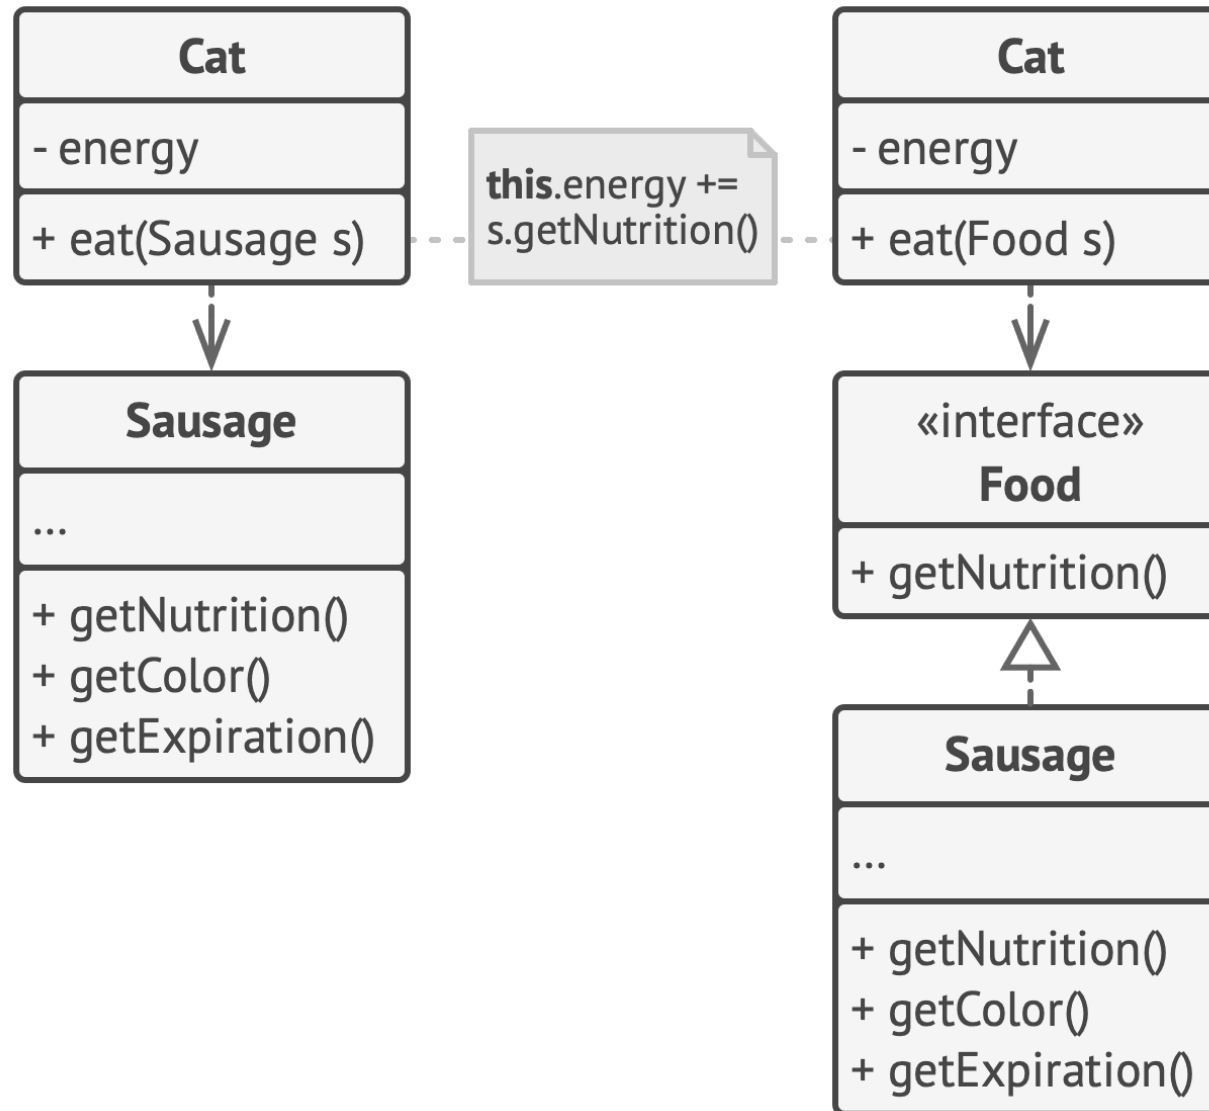 Cat
- energy
+ eat(Sausage s)
Sausage
...
+ getNutrition()
+ getColor()
+ getExpiration()
this.energy +=
s.getNutrition()
Cat
- energy
+ eat(Food s)
«interface»
Food
+ getNutrition()
Sausage
...
+ getNutrition()
+ getColor()
+ getExpiration()